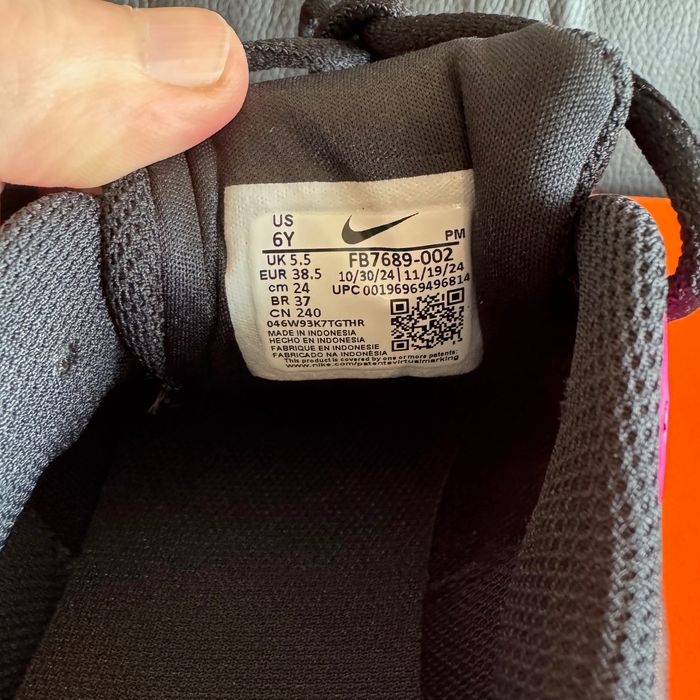 US
6Y
PM
UK 5.5
FB7689-002
EUR 38.5
10/30/24 | 11/19/24
cm 24
UPC 00196969496814
BR 37
CN 240
046W93K7TGTHR
MADE IN INDONESIA
HECHO EN INDONESIA
FABRIQUE EN INDONESIE
FABRICADO NA INDONÉSIA
This product is covered by one or more patents:
www.nike.com/patentsvirtualmarking